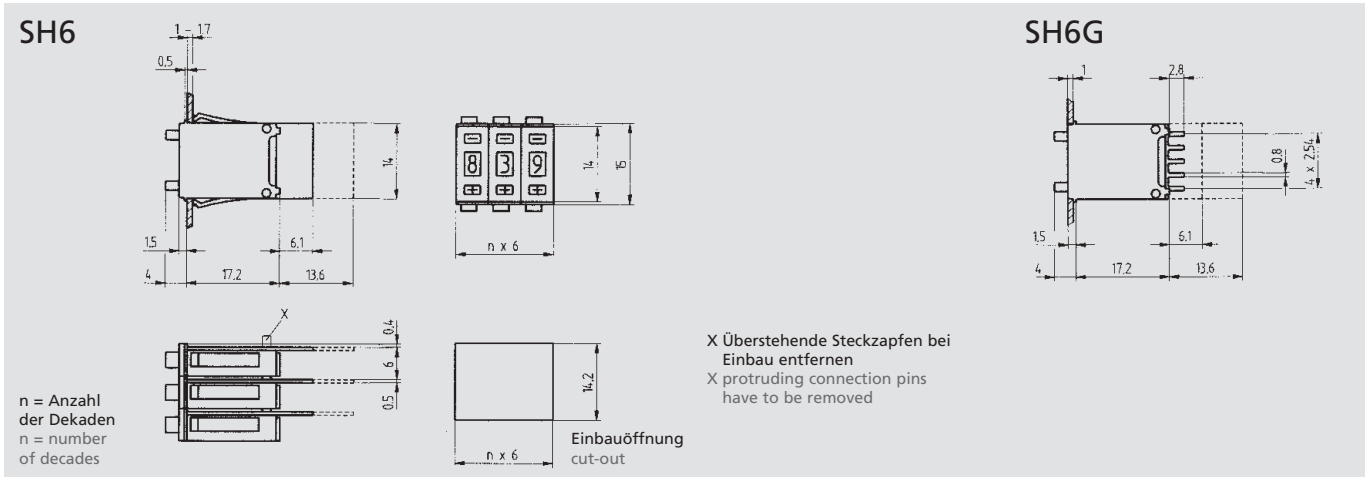 SH6
1 - 1,7
0,5
14
1,5
6,1
4
17,2
13,6
8 3 9
14
15
n x 6
X
0,4
6
0,5
n = Anzahl
der Dekaden
n = number
of decades
14,2
n x 6
Einbauöffnung
cut-out
X Überstehende Steckzapfen bei
Einbau entfernen
X protruding connection pins
have to be removed
SH6G
1
2,8
0,8
4 x 2,54
1,5
6,1
4
17,2
13,6